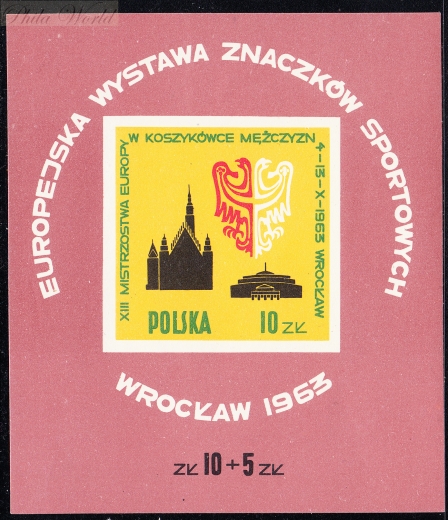 Phila World
EUROPEJSKA WYSTAWA ZNACZKÓW SPORTOWYCH
XIII MISTRZOSTWA EUROPY
W KOSZYKÓWCE MĘŻCZYZN
4-13-X-1963 WROCŁAW
POLSKA 10 ZŁ
WROCŁAW 1963
ZŁ 10+5 ZŁ